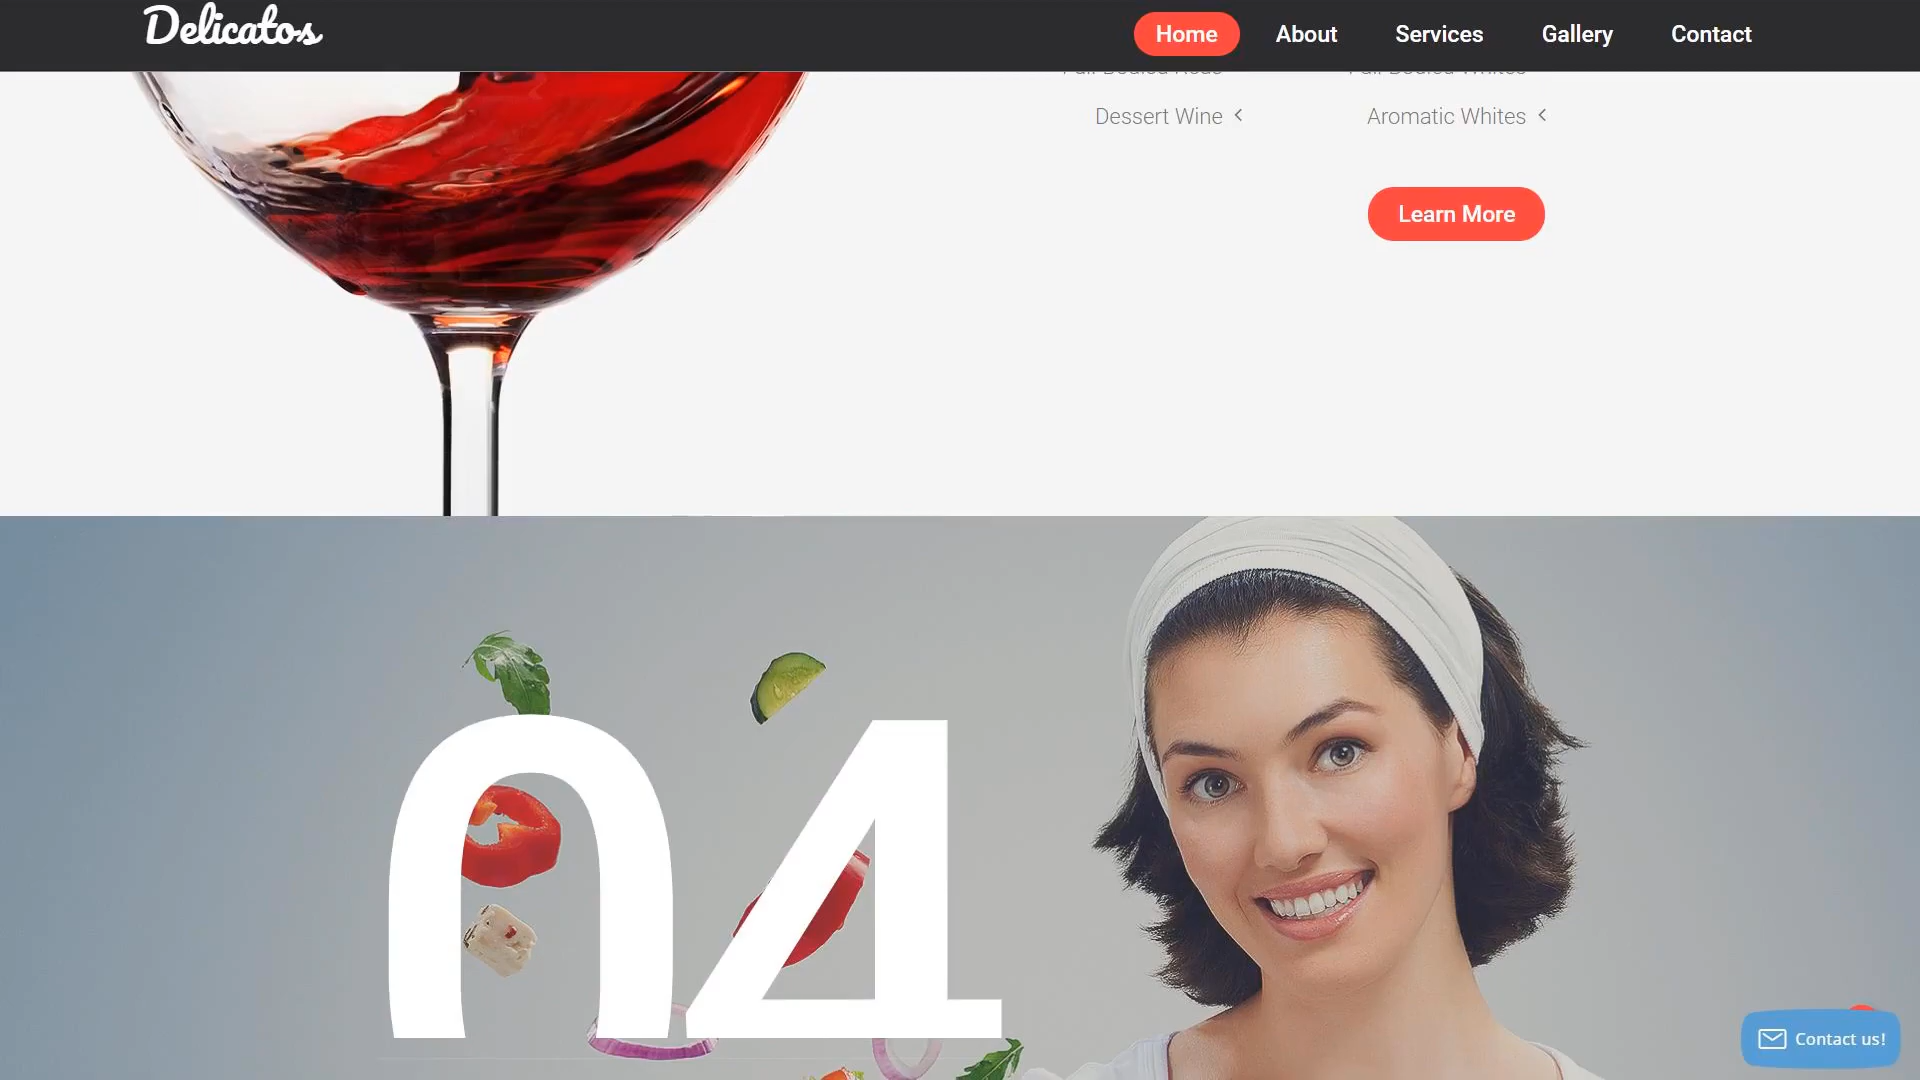 Delicatos
Home About Services Gallery Contact
Dessert Wine Aromatic Whites
Learn More
04
Contact us!